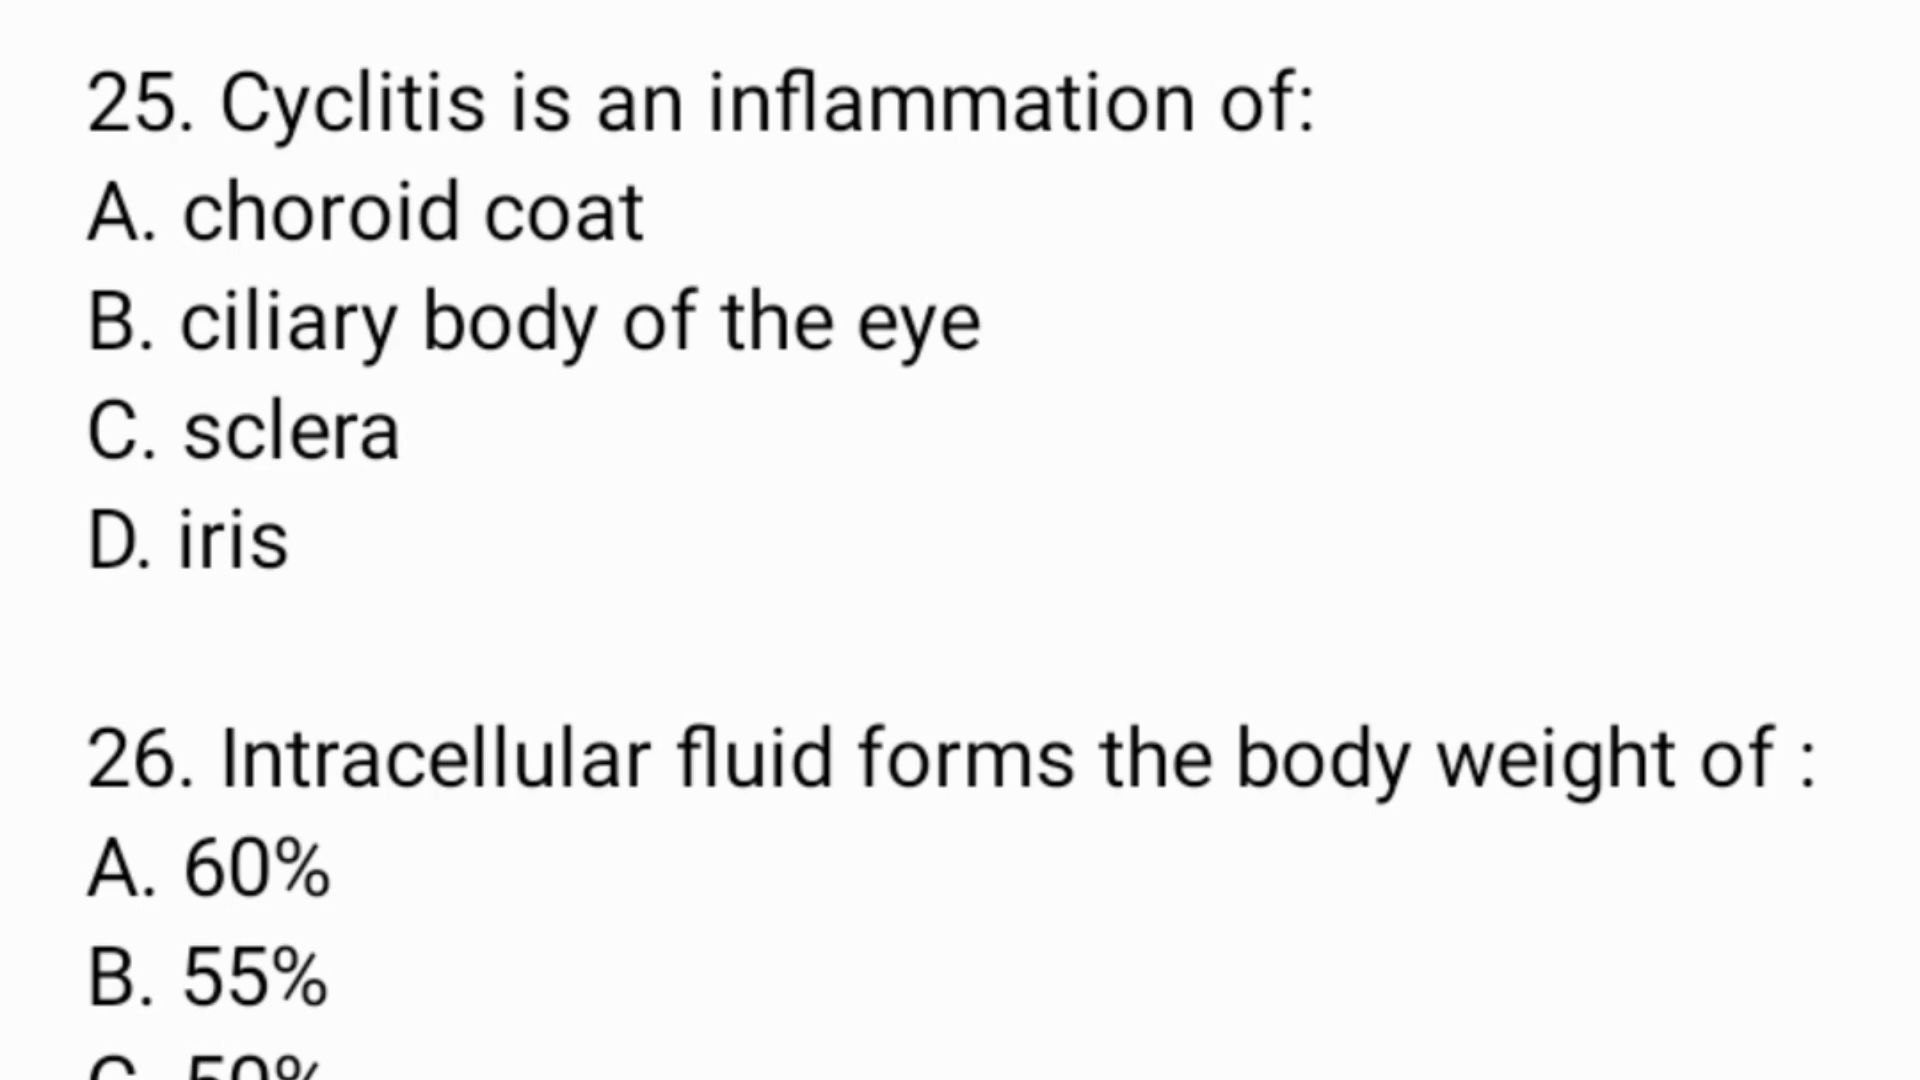 25. Cyclitis is an inflammation of:
A. choroid coat
B. ciliary body of the eye
C. sclera
D. iris
26. Intracellular fluid forms the body weight of :
A. 60%
B. 55%
C. 50%